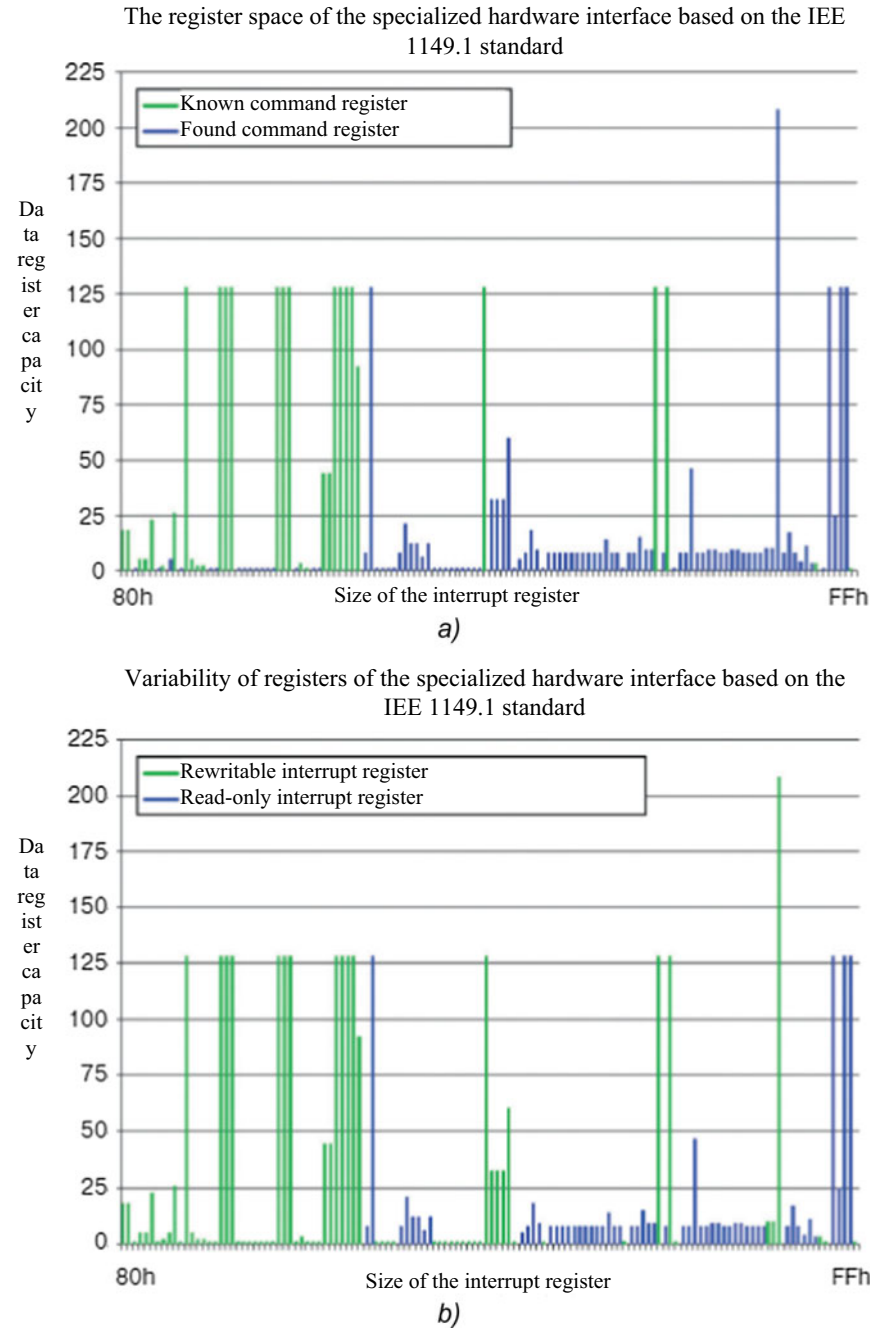 The register space of the specialized hardware interface based on the IEE
1149.1 standard
225
200
175
150
125
100
75
50
25
0
Known command register
Found command register
Da
ta
reg
ist
er
ca
pa
cit
y
80h
Size of the interrupt register
FFh
a)
Variability of registers of the specialized hardware interface based on the
IEE 1149.1 standard
225
200
175
150
125
100
75
50
25
0
Rewritable interrupt register
Read-only interrupt register
Da
ta
reg
ist
er
ca
pa
cit
y
80h
Size of the interrupt register
FFh
b)